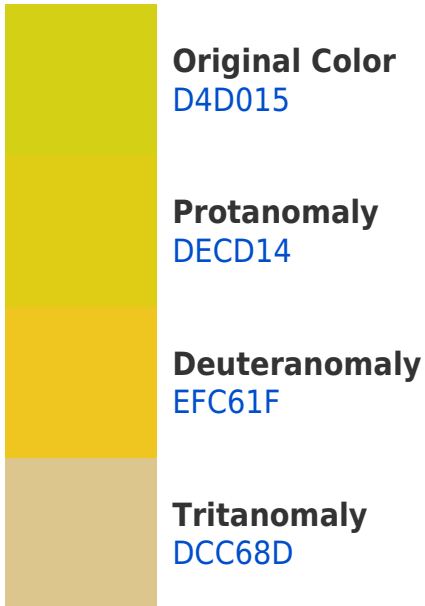 Original Color
D4D015
Protanomaly
DECD14
Deuteranomaly
EFC61F
Tritanomaly
DCC68D